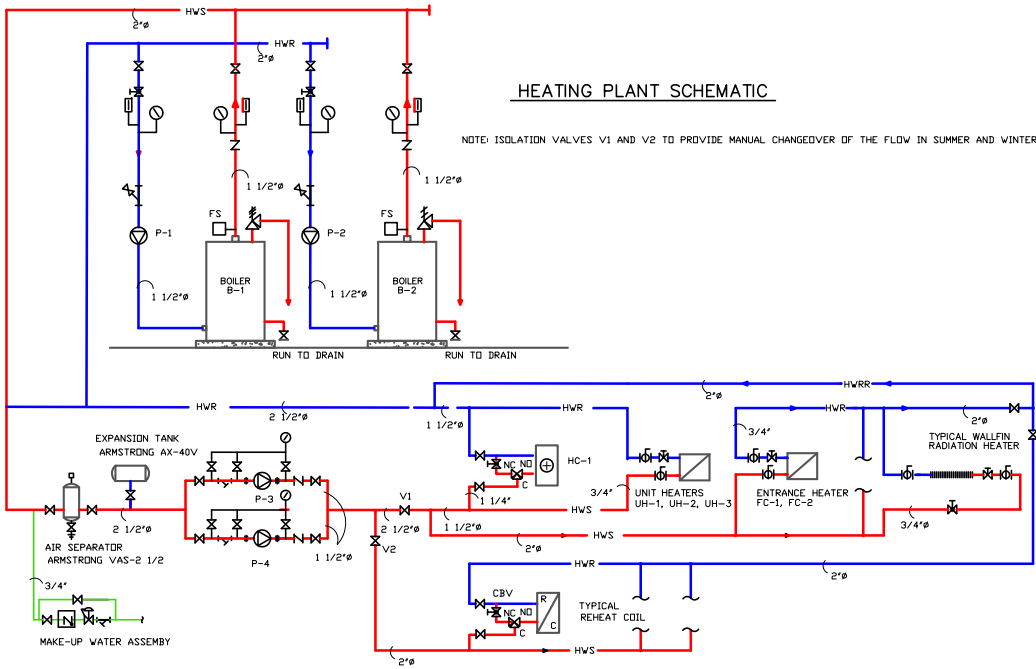 HWS
2"ø
HWR
2"ø
HEATING PLANT SCHEMATIC
NOTE: ISOLATION VALVES V1 AND V2 TO PROVIDE MANUAL CHANGEOVER OF THE FLOW IN SUMMER AND WINTER
1 1/2"ø
1 1/2"ø
FS
FS
P-1
P-2
BOILER
B-1
BOILER
B-2
1 1/2"ø
1 1/2"ø
RUN TO DRAIN
RUN TO DRAIN
HWRR
2"ø
HWR
2 1/2"ø
1 1/2"ø
HWR
HWR
2"ø
3/4"
EXPANSION TANK
ARMSTRONG AX-40V
TYPICAL WALLFIN
RADIATION HEATER
NC NO
C
HC-1
P-3
1 1/4"
3/4"
UNIT HEATERS
UH-1, UH-2, UH-3
ENTRANCE HEATER
FC-1, FC-2
V1
HWS
2 1/2"ø
2 1/2"ø
1 1/2"ø
3/4"ø
AIR SEPARATOR
ARMSTRONG VAS-2 1/2
P-4
1 1/2"ø
V2
2"ø
HWS
HWR
2"ø
3/4"
CBV
NC NO
C
R
C
TYPICAL
REHEAT COIL
MAKE-UP WATER ASSEMBY
2"ø
HWS